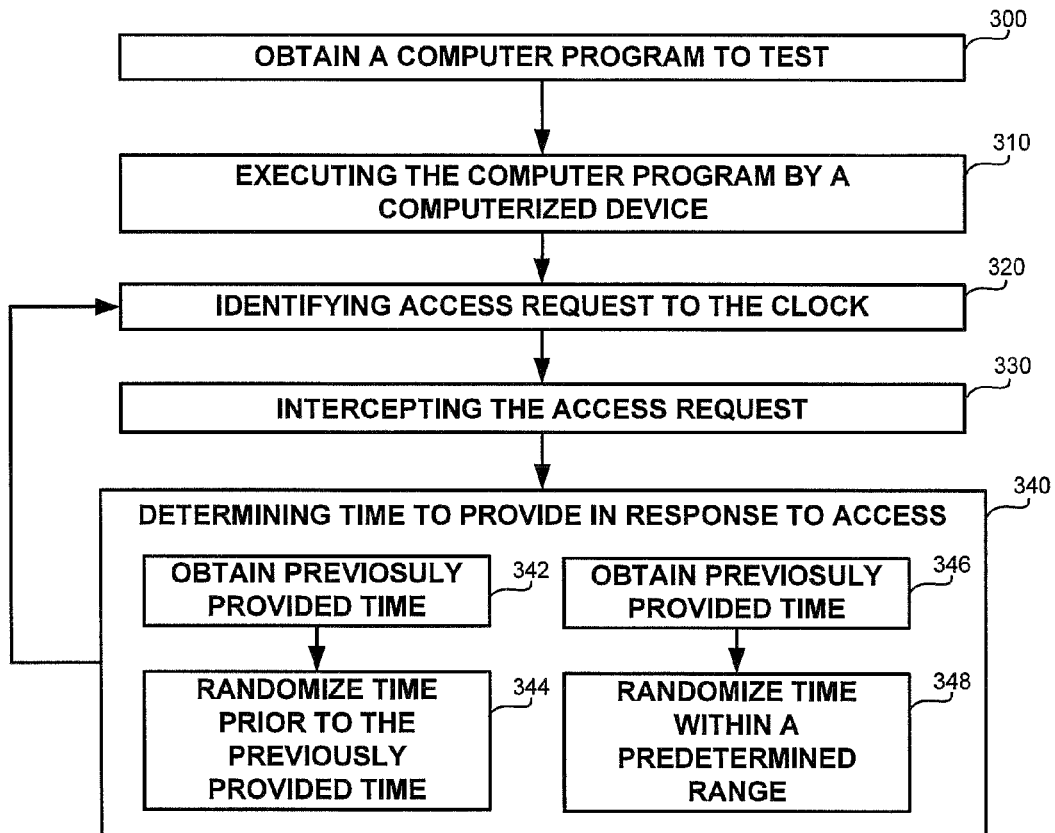 300
OBTAIN A COMPUTER PROGRAM TO TEST
310
EXECUTING THE COMPUTER PROGRAM BY A
COMPUTERIZED DEVICE
320
IDENTIFYING ACCESS REQUEST TO THE CLOCK
330
INTERCEPTING THE ACCESS REQUEST
340
DETERMINING TIME TO PROVIDE IN RESPONSE TO ACCESS
OBTAIN PREVIOSULY
PROVIDED TIME
342
RANDOMIZE TIME
PRIOR TO THE
PREVIOUSLY
PROVIDED TIME
344
OBTAIN PREVIOSULY
PROVIDED TIME
346
RANDOMIZE TIME
WITHIN A
PREDETERMINED
RANGE
348